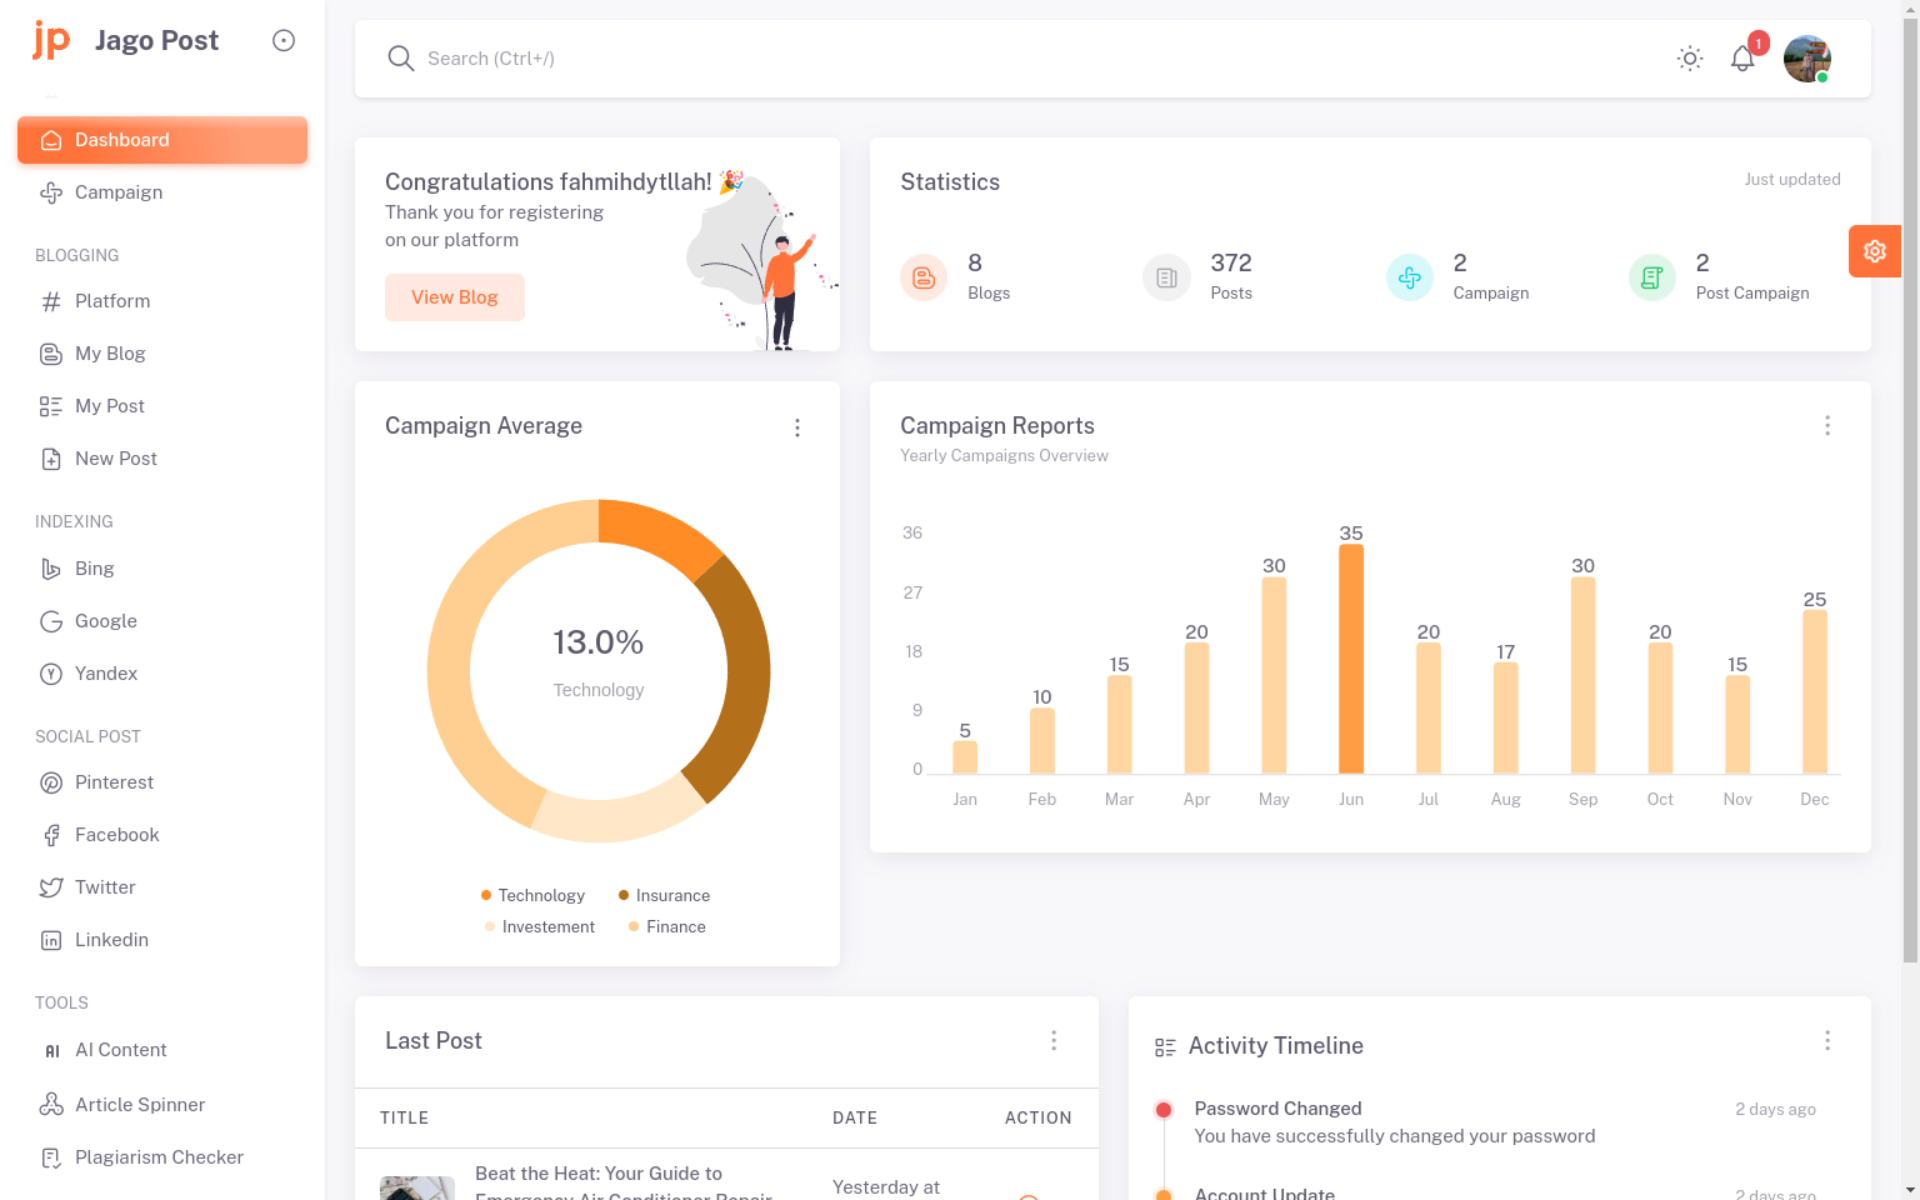 jp Jago Post
Dashboard
Campaign
BLOGGING
Platform
My Blog
My Post
New Post
INDEXING
Bing
Google
Yandex
SOCIAL POST
Pinterest
Facebook
Twitter
Linkedin
TOOLS
AI AI Content
Article Spinner
Plagiarism Checker
Search (Ctrl+/)
1
Congratulations fahmihdytllah! 🎉
Thank you for registering
on our platform
View Blog
Statistics
Just updated
8
Blogs
372
Posts
2
Campaign
2
Post Campaign
Campaign Average
13.0%
Technology
Technology Insurance
Investement Finance
Campaign Reports
Yearly Campaigns Overview
36
27
18
9
0
5 10 15 20 30 35 20 17 30 20 15 25
Jan Feb Mar Apr May Jun Jul Aug Sep Oct Nov Dec
Last Post
TITLE DATE ACTION
Beat the Heat: Your Guide to
Emergency Air Conditioner Repair
Yesterday at
Activity Timeline
Password Changed 2 days ago
You have successfully changed your password
Account Update 2 days ago